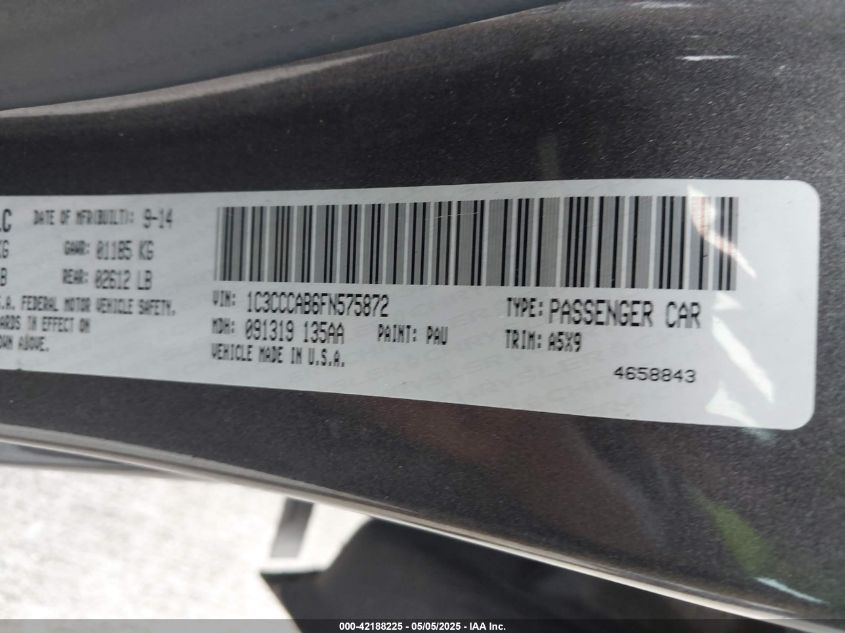 LC DATE OF MFR(BUILT): 9-14
KG GAWR: 01185 KG
B REAR: 02612 LB
.A. FEDERAL MOTOR VEHICLE SAFETY.
ARDS IN EFFECT ON
OWN ABOVE.
VIN: 1C3CCCAB6FN575872 TYPE: PASSENGER CAR
MDH: 091319 135AA PAINT: PAU TRIM: A5X9
VEHICLE MADE IN U.S.A.
4658843
000-42188225 - 05/05/2025 - IAA Inc.